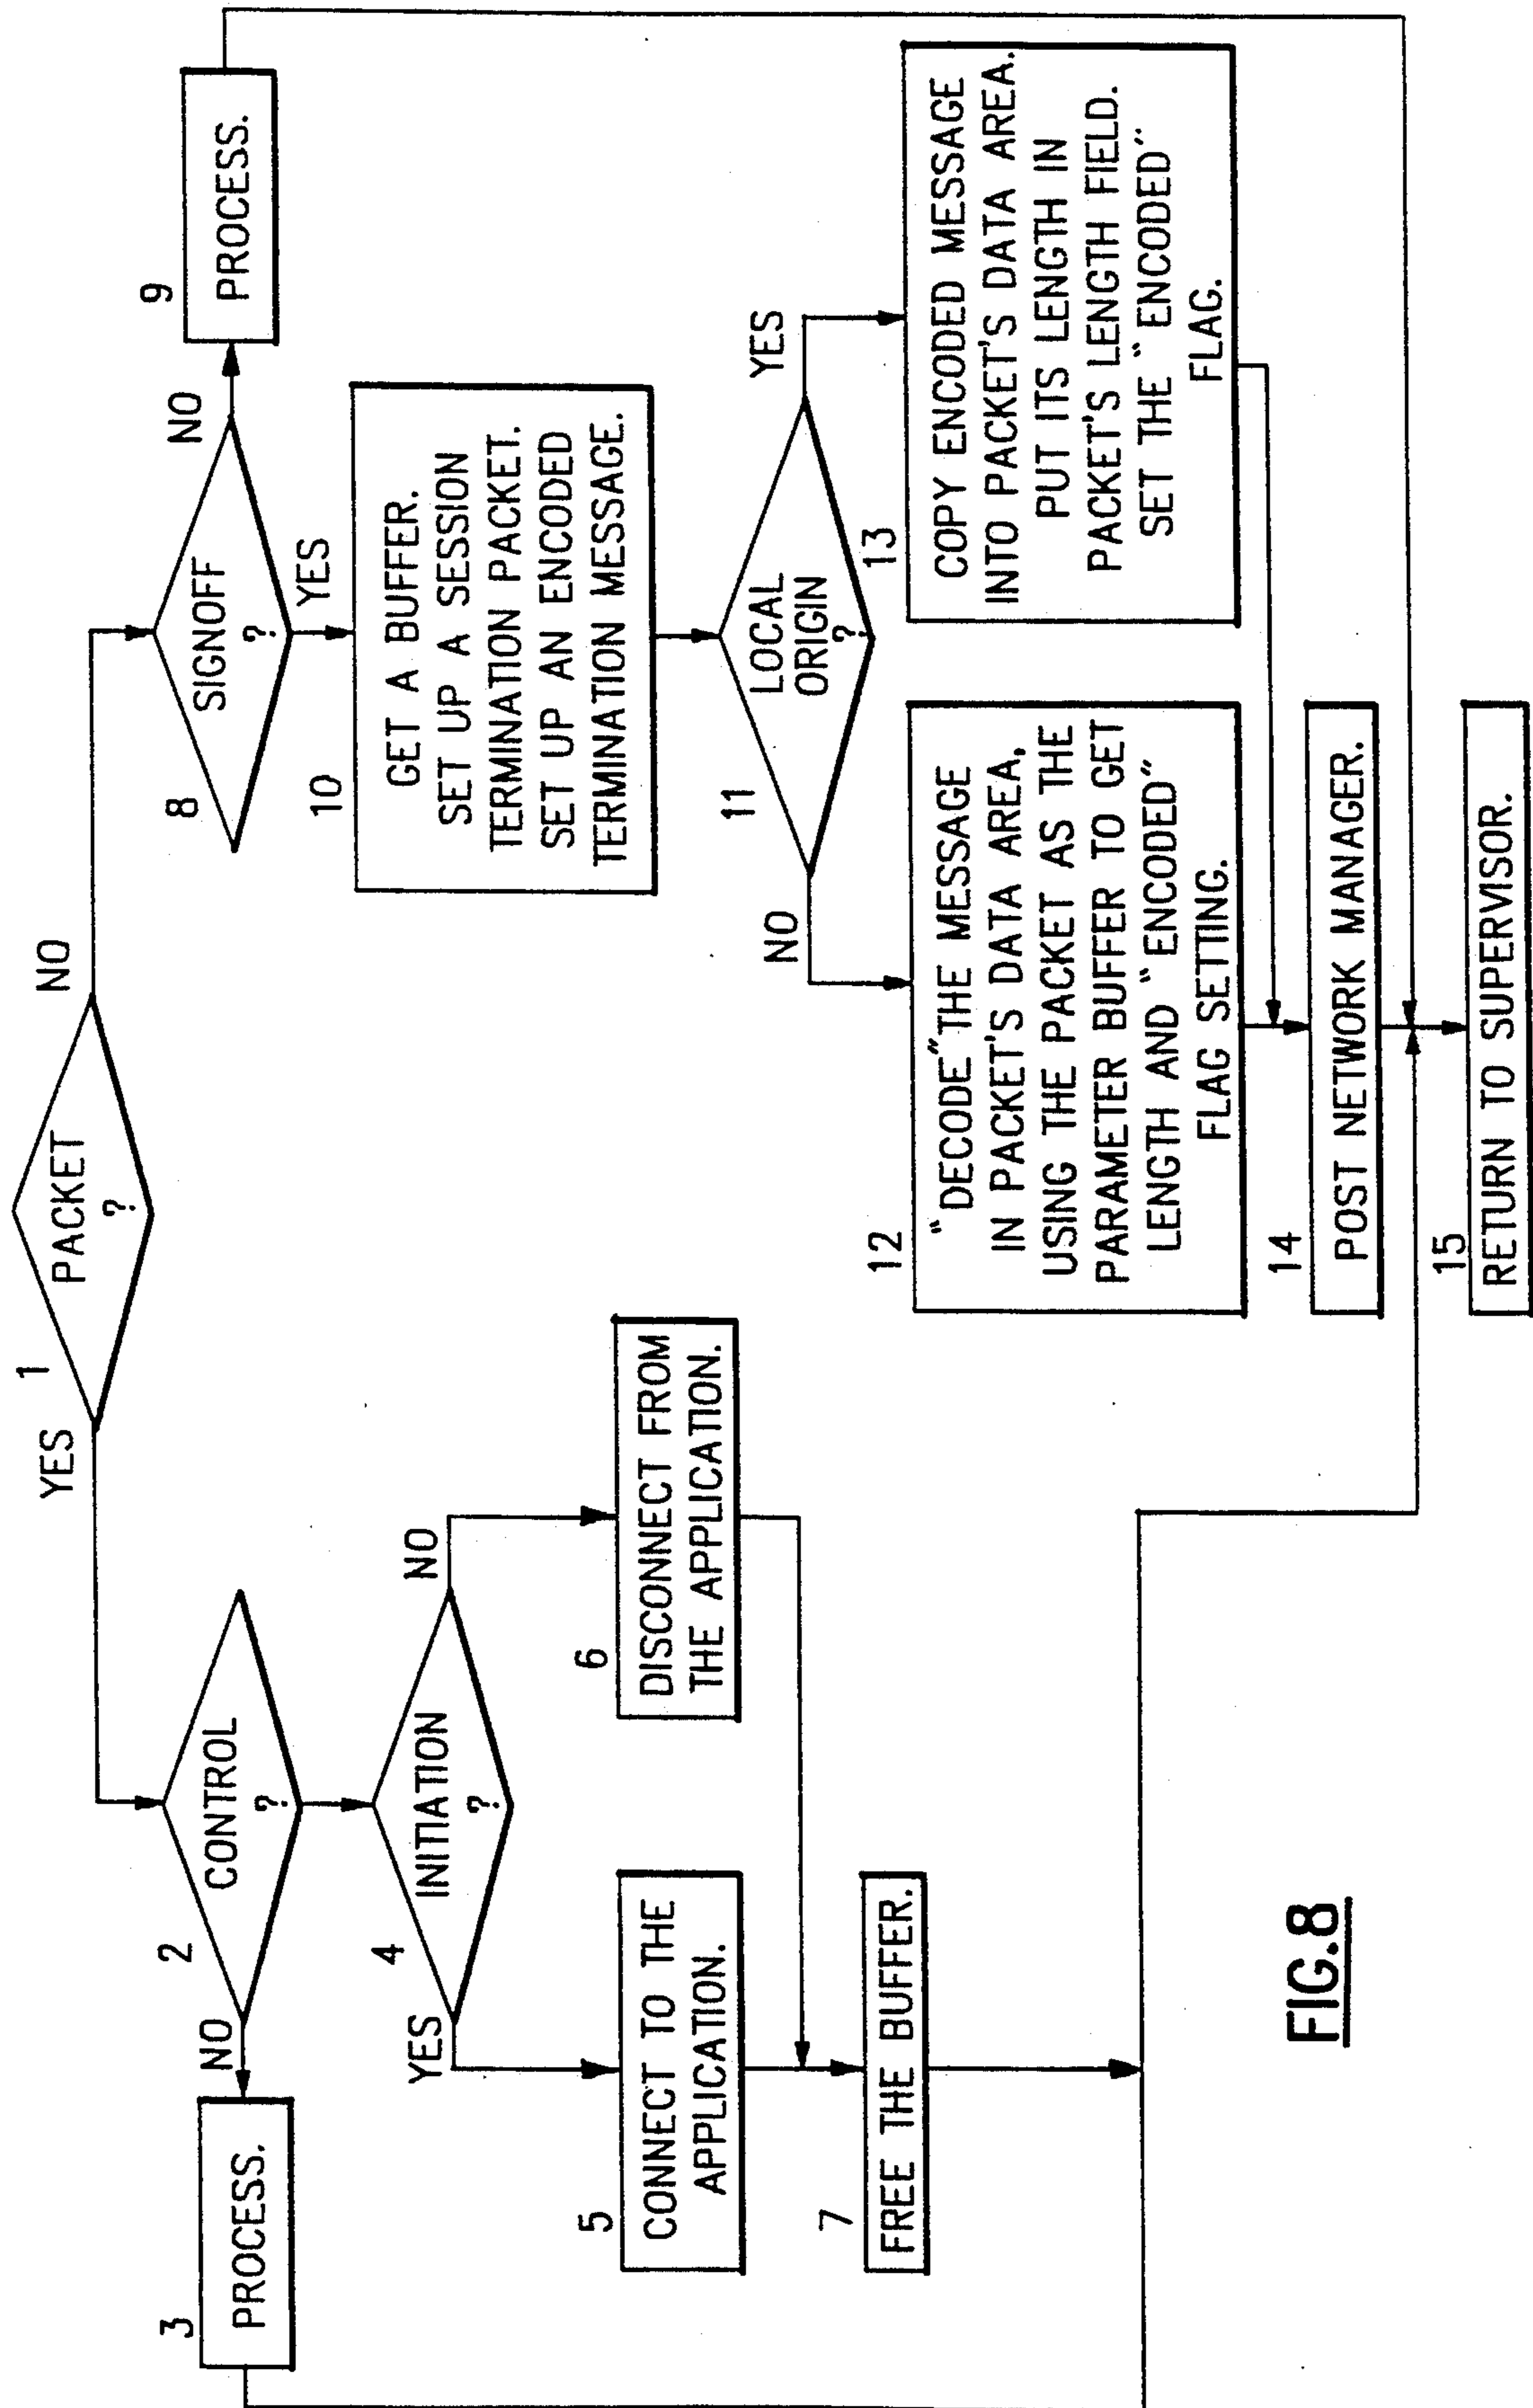 1
PACKET
?
YES
NO
2
CONTROL
?
NO
3
PROCESS.
4
INITIATION
?
YES
NO
5
CONNECT TO THE
APPLICATION.
6
DISCONNECT FROM
THE APPLICATION.
7
FREE THE BUFFER.
8
SIGNOFF
?
NO
YES
9
PROCESS.
10
GET A BUFFER.
SET UP A SESSION
TERMINATION PACKET.
SET UP AN ENCODED
TERMINATION MESSAGE.
11
LOCAL
ORIGIN
?
NO
YES
12
"DECODE" THE MESSAGE
IN PACKET'S DATA AREA,
USING THE PACKET AS THE
PARAMETER BUFFER TO GET
LENGTH AND "ENCODED"
FLAG SETTING.
13
COPY ENCODED MESSAGE
INTO PACKET'S DATA AREA.
PUT ITS LENGTH IN
PACKET'S LENGTH FIELD.
SET THE "ENCODED"
FLAG.
14
POST NETWORK MANAGER.
15
RETURN TO SUPERVISOR.
FIG.8